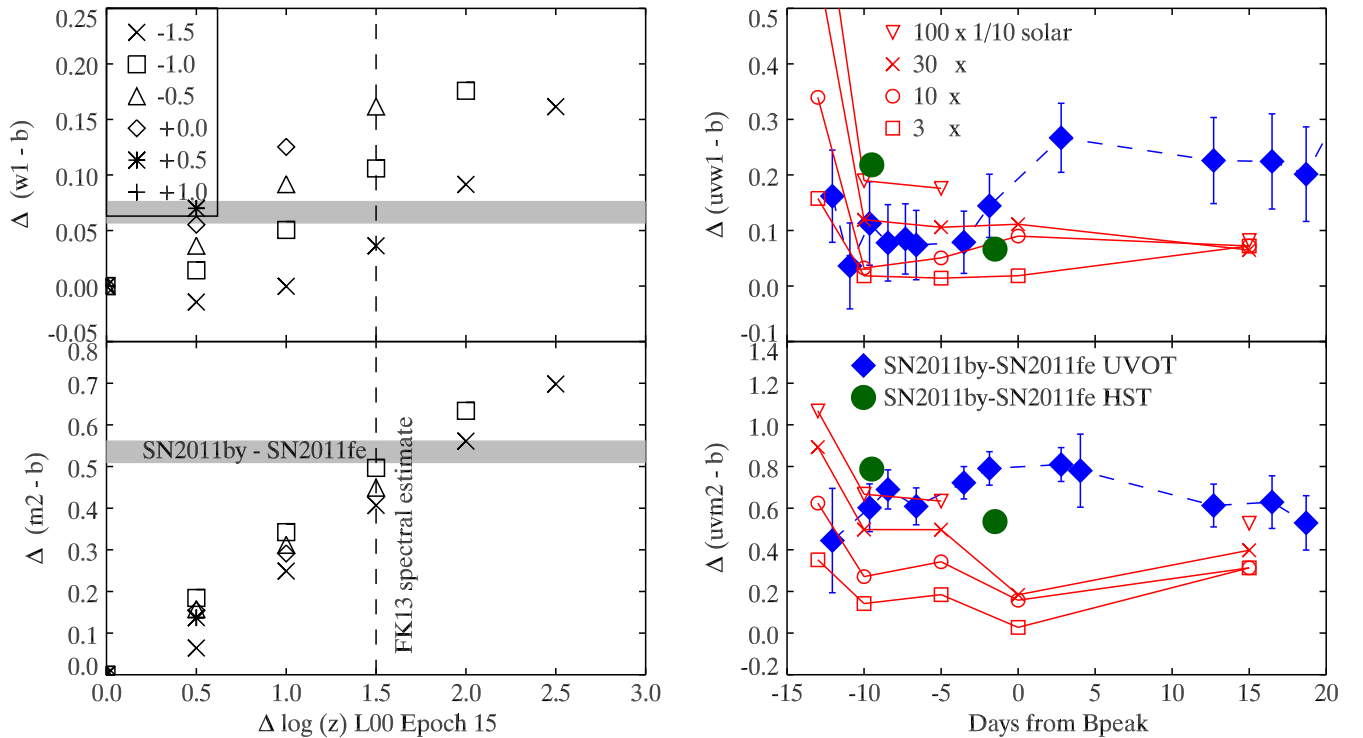 0.25
0.20
0.15
0.10
0.05
0.00
-0.05
Δ (w1 - b)
-1.5
-1.0
-0.5
+0.0
+0.5
+1.0
0.8
0.7
0.6
0.5
0.4
0.3
0.2
0.1
0.0
Δ (m2 - b)
SN2011by - SN2011fe
FK13 spectral estimate
0.0 0.5 1.0 1.5 2.0 2.5 3.0
Δ log (z) L00 Epoch 15
0.5
0.4
0.3
0.2
0.1
0.0
-0.1
Δ (uvw1 - b)
100 x 1/10 solar
30 x
10 x
3 x
1.4
1.2
1.0
0.8
0.6
0.4
0.2
0.0
-0.2
Δ (uvm2 - b)
SN2011by-SN2011fe UVOT
SN2011by-SN2011fe HST
-15 -10 -5 0 5 10 15 20
Days from Bpeak